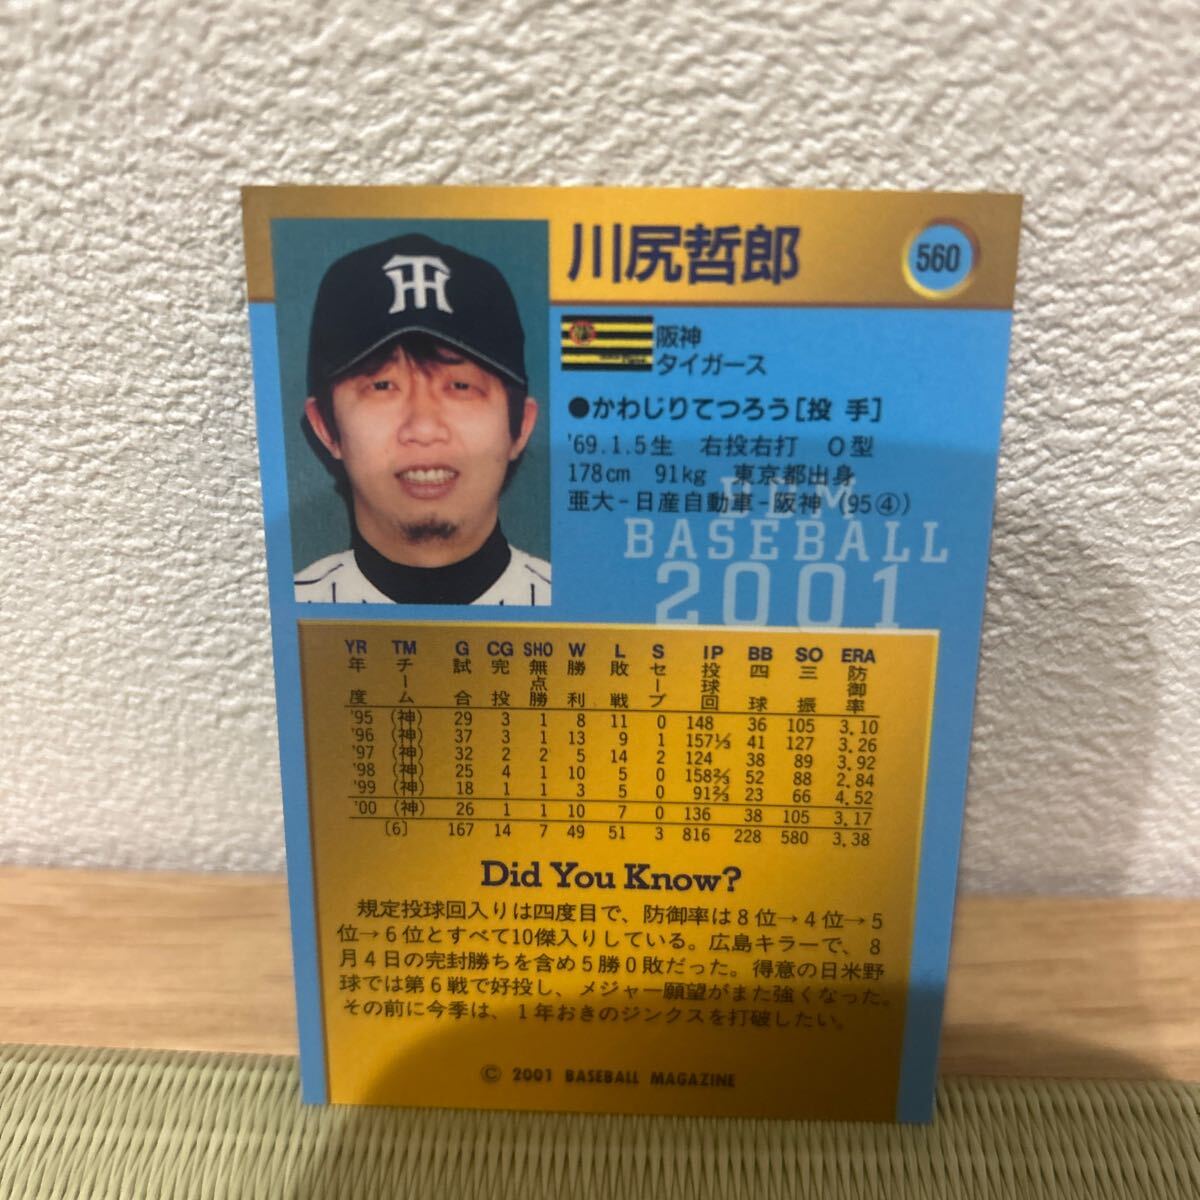 川尻哲郎
560
阪神
タイガース
●かわじりてつろう[投 手]
'69.1.5生 右投右打 O型
178cm 91kg 東京都出身
亜大-日産自動車-阪神 (95④)
BBM
BASEBALL
2001
YR TM G CG SHO W L S IP BB SO ERA
年度 チーム 試合 完投 無点勝 勝利 敗戦 セーブ 投球回 四球 三振 防御率
'95 (神) 29 3 1 8 11 0 148 36 105 3.10
'96 (神) 37 3 1 13 9 1 157⅓ 41 127 3.26
'97 (神) 32 2 2 5 14 2 124 38 89 3.92
'98 (神) 25 4 1 10 5 0 158⅔ 52 88 2.84
'99 (神) 18 1 1 3 5 0 91⅔ 23 66 4.52
'00 (神) 26 1 1 10 7 0 136 38 105 3.17
〔6〕 167 14 7 49 51 3 816 228 580 3.38
Did You Know?
規定投球回入りは四度目で、防御率は8位→4位→5
位→6位とすべて10傑入りしている。広島キラーで、8
月4日の完封勝ちを含め5勝0敗だった。得意の日米野
球では第6戦で好投し、メジャー願望がまた強くなった。
その前に今季は、1年おきのジンクスを打破したい。
© 2001 BASEBALL MAGAZINE